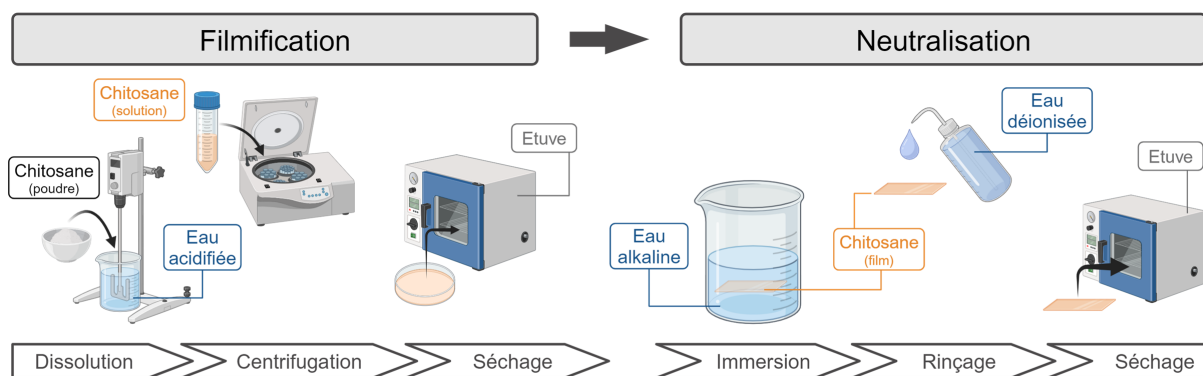 Filmification
Neutralisation
Chitosane
(solution)
Chitosane
(poudre)
Eau
acidifiée
Etuve
Eau
alkaline
Chitosane
(film)
Eau
déionisée
Etuve
Dissolution
Centrifugation
Séchage
Immersion
Rinçage
Séchage